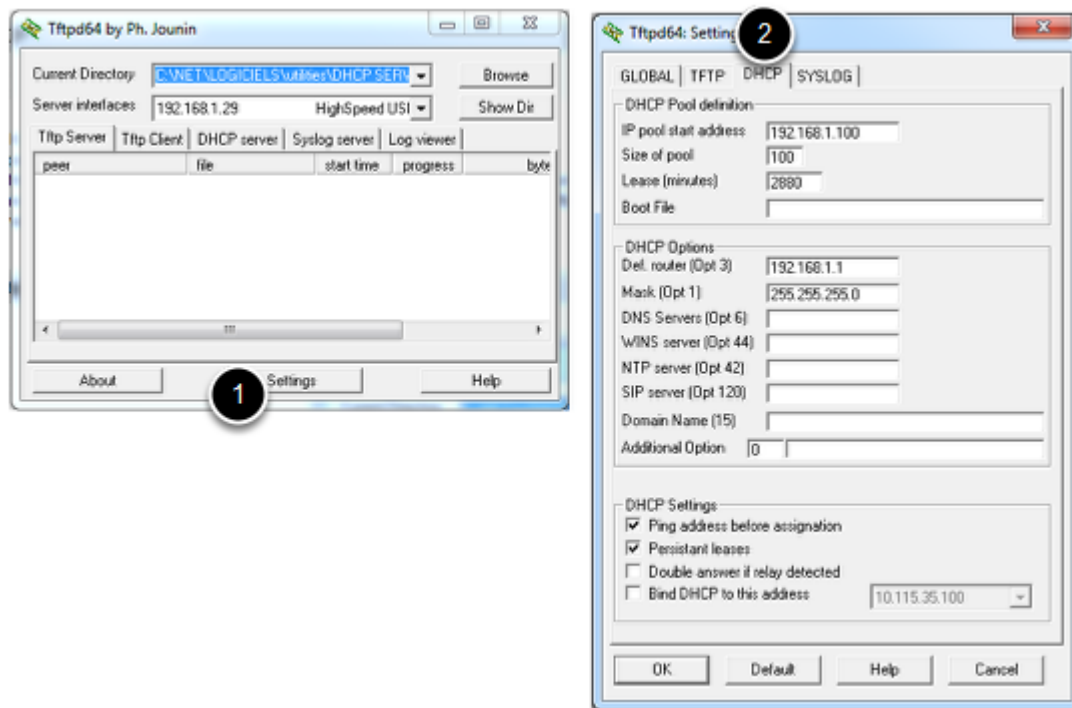 Tftpd64 by Ph. Jounin
Current Directory C:\NET\LOGICIELS\utilities\DHCP SERV Browse
Server interfaces 192.168.1.29 HighSpeed USI Show Dir
Tftp Server Tftp Client DHCP server Syslog server Log viewer
peer file start time progress byte
About Settings Help
1
Tftpd64: Setting
2
GLOBAL TFTP DHCP SYSLOG
DHCP Pool definition
IP pool start address 192.168.1.100
Size of pool 100
Lease (minutes) 2880
Boot File
DHCP Options
Def. router (Opt 3) 192.168.1.1
Mask (Opt 1) 255.255.255.0
DNS Servers (Opt 6)
WINS server (Opt 44)
NTP server (Opt 42)
SIP server (Opt 120)
Domain Name (15)
Additional Option 0
DHCP Settings
Ping address before assignation
Persistant leases
Double answer if relay detected
Bind DHCP to this address 10.115.35.100
OK Default Help Cancel